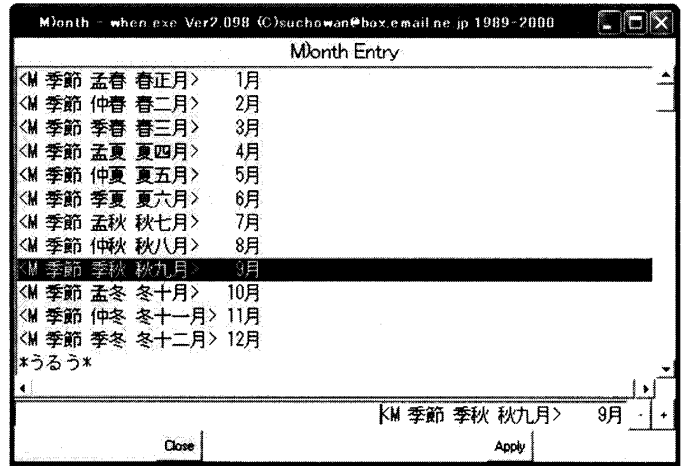 M)onth - when.exe Ver2.098 (C)suchowan@box.email.ne.jp 1989-2000
M)onth Entry
<M 季節 孟春 春正月> 1月
<M 季節 仲春 春二月> 2月
<M 季節 季春 春三月> 3月
<M 季節 孟夏 夏四月> 4月
<M 季節 仲夏 夏五月> 5月
<M 季節 季夏 夏六月> 6月
<M 季節 孟秋 秋七月> 7月
<M 季節 仲秋 秋八月> 8月
<M 季節 季秋 秋九月> 9月
<M 季節 孟冬 冬十月> 10月
<M 季節 仲冬 冬十一月> 11月
<M 季節 季冬 冬十二月> 12月
*うるう*
<M 季節 季秋 秋九月> 9月 - +
Close Apply